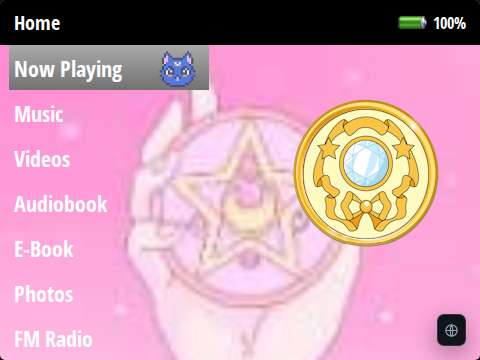 Home
100%
Now Playing
Music
Videos
Audiobook
E-Book
Photos
FM Radio